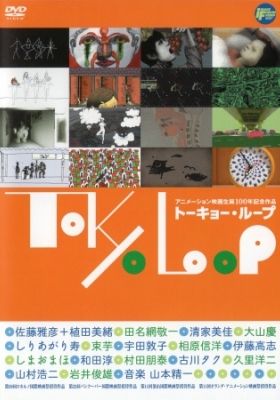 DVD
IF
TOKYO LOOP
アニメーション映画生誕100年記念作品
トーキョー・ループ
佐藤雅彦+植田美緒 田名網敬一 清家美佳 大山慶
しりあがり寿 束芋 宇田敦子 相原信洋 伊藤高志
しまおまほ 和田淳 村田朋泰 古川タク 久里洋二
山村浩二 岩井俊雄 音楽 山本精一